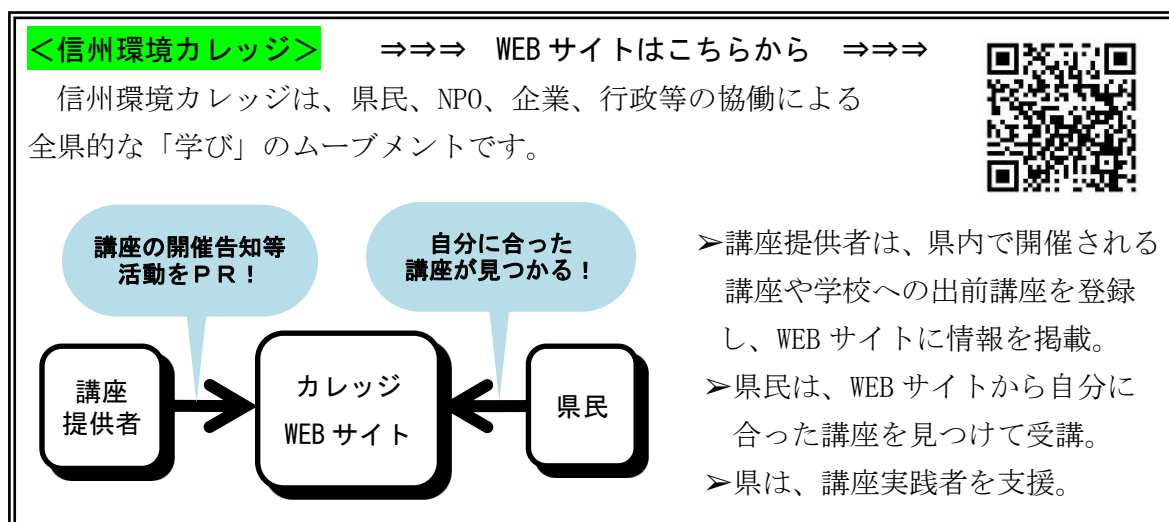 <信州環境カレッジ> ⇒⇒⇒ WEBサイトはこちらから ⇒⇒⇒
信州環境カレッジは、県民、NPO、企業、行政等の協働による
全県的な「学び」のムーブメントです。
講座の開催告知等
活動をPR！
自分に合った
講座が見つかる！
講座
提供者
カレッジ
WEBサイト
県民
➢講座提供者は、県内で開催される
講座や学校への出前講座を登録
し、WEBサイトに情報を掲載。
➢県民は、WEBサイトから自分に
合った講座を見つけて受講。
➢県は、講座実践者を支援。